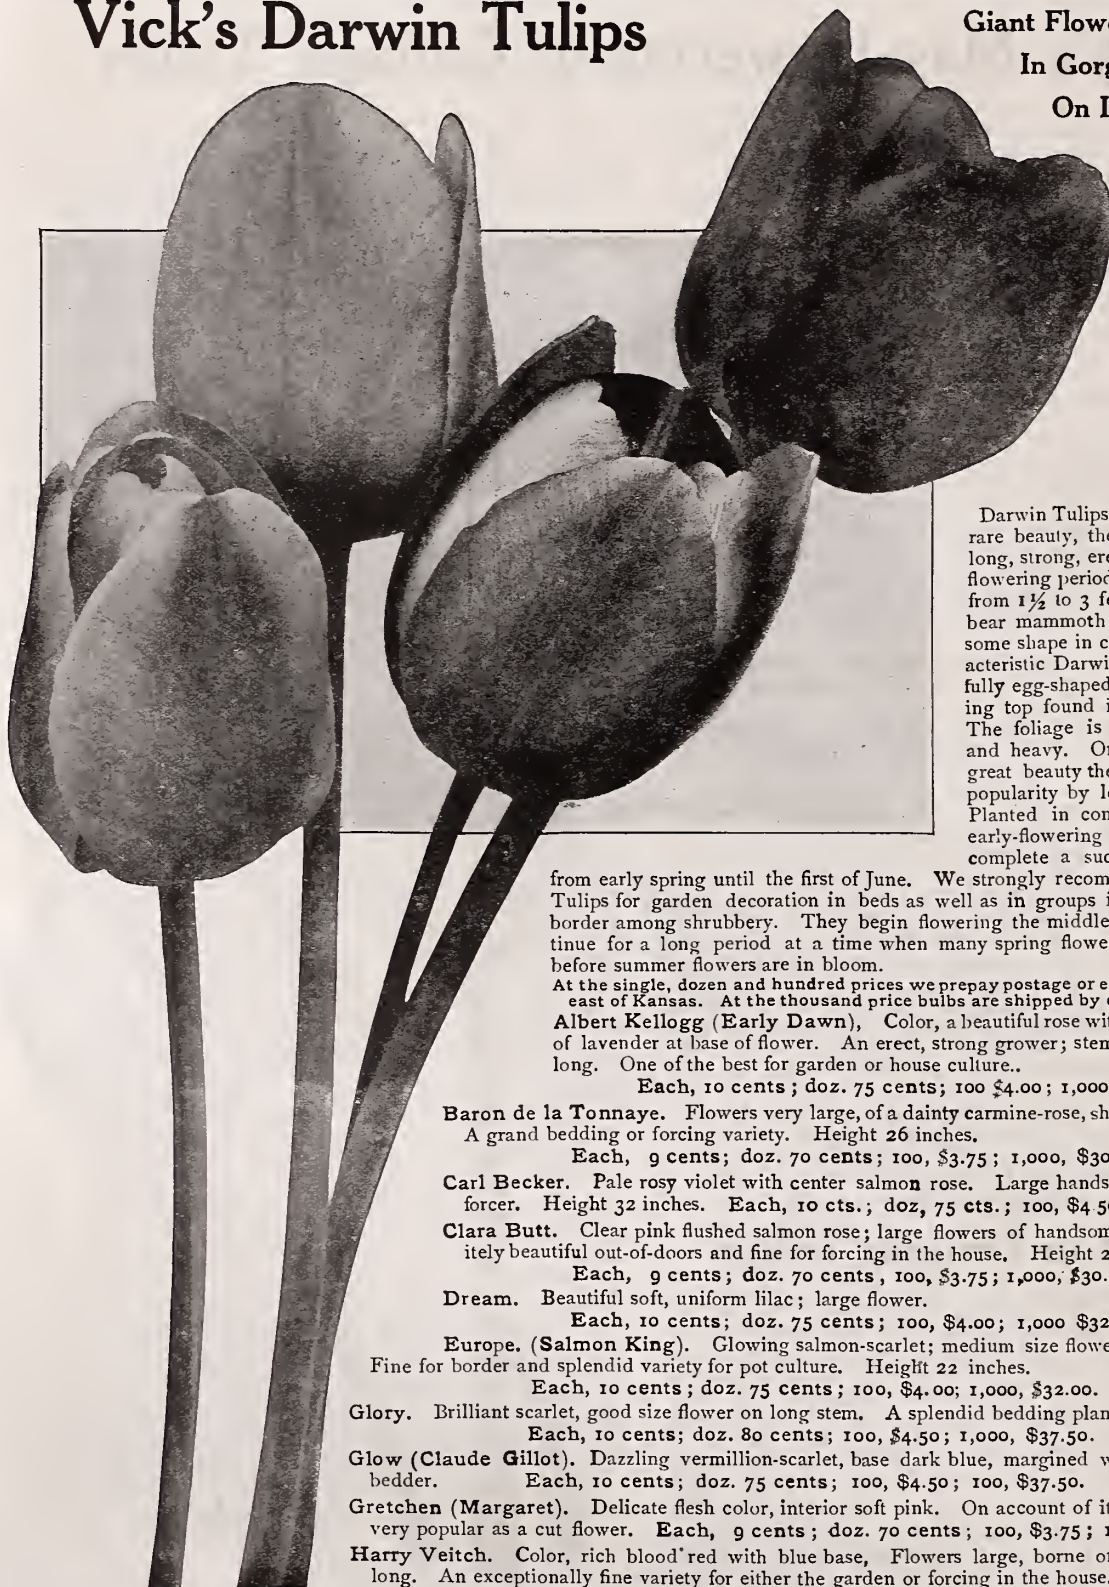 Vick's Darwin Tulips
Giant Flow
In Gor
On
Darwin Tulips
rare beauty, the
long, strong, ere
flowering period
from 1½ to 3 fe
bear mammoth
some shape in c
acteristic Darwi
fully egg-shaped
ing top found i
The foliage is
and heavy. O
great beauty the
popularity by l
Planted in con
early-flowering
complete a suc
from early spring until the first of June. We strongly recom
Tulips for garden decoration in beds as well as in groups i
border among shrubbery. They begin flowering the middle
tinue for a long period at a time when many spring flowe
before summer flowers are in bloom.
At the single, dozen and hundred prices we prepay postage or e
east of Kansas. At the thousand price bulbs are shipped by
Albert Kellogg (Early Dawn), Color, a beautiful rose wit
of lavender at base of flower. An erect, strong grower; stem
long. One of the best for garden or house culture..
Each, 10 cents; doz. 75 cents; 100 $4.00; 1,000
Baron de la Tonnaye. Flowers very large, of a dainty carmine-rose, sh
A grand bedding or forcing variety. Height 26 inches.
Each, 9 cents; doz. 70 cents; 100, $3.75; 1,000, $30
Carl Becker. Pale rosy violet with center salmon rose. Large hands
forcer. Height 32 inches. Each, 10 cts.; doz, 75 cts.; 100, $4.5
Clara Butt. Clear pink flushed salmon rose; large flowers of handsom
itely beautiful out-of-doors and fine for forcing in the house. Height 2
Each, 9 cents; doz. 70 cents, 100, $3.75; 1,000, $30.
Dream. Beautiful soft, uniform lilac; large flower.
Each, 10 cents; doz. 75 cents; 100, $4.00; 1,000 $32
Europe. (Salmon King). Glowing salmon-scarlet; medium size flowe
Fine for border and splendid variety for pot culture. Height 22 inches.
Each, 10 cents; doz. 75 cents; 100, $4.00; 1,000, $32.00.
Glory. Brilliant scarlet, good size flower on long stem. A splendid bedding plan
Each, 10 cents; doz. 80 cents; 100, $4.50; 1,000, $37.50.
Glow (Claude Gillot). Dazzling vermillion-scarlet, base dark blue, margined
bedder. Each, 10 cents; doz. 75 cents; 100, $4.50; 100, $37.50.
Gretchen (Margaret). Delicate flesh color, interior soft pink. On account of it
very popular as a cut flower. Each, 9 cents; doz. 70 cents; 100, $3.75; 1
Harry Veitch. Color, rich blood red with blue base, Flowers large, borne o
long. An exceptionally fine variety for either the garden or forcing in the house.